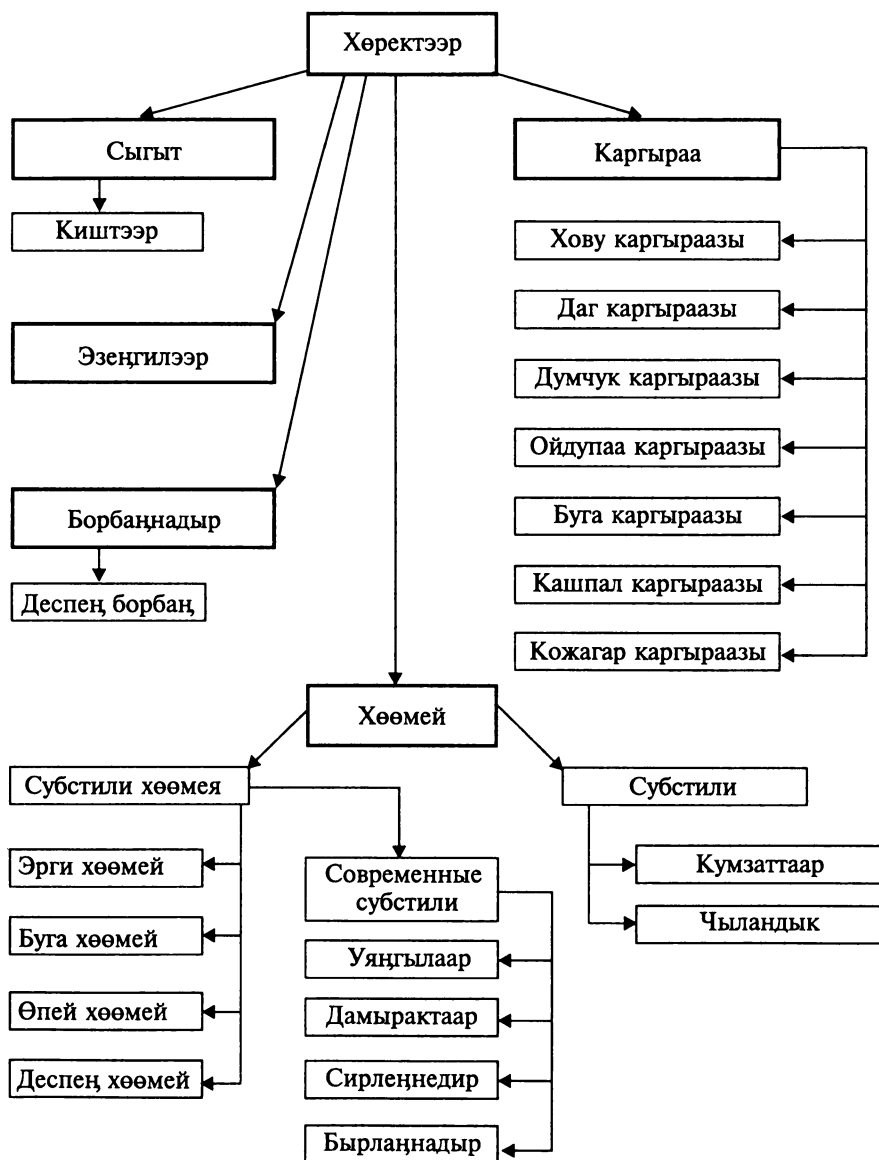 Хөректээр
Сыгыт
Киштээр
Эзеңгилээр
Борбаңнадыр
Деспең борбаң
Каргыраа
Хову каргыраазы
Даг каргыраазы
Думчук каргыраазы
Ойдупаа каргыраазы
Буга каргыраазы
Кашпал каргыраазы
Кожагар каргыраазы
Хөөмей
Субстили хөөмея
Эрги хөөмей
Буга хөөмей
Өпей хөөмей
Деспең хөөмей
Современные
субстили
Уяңгылаар
Дамырактаар
Сирлеңнедир
Бырлаңнадыр
Субстили
Кумзаттаар
Чыландык